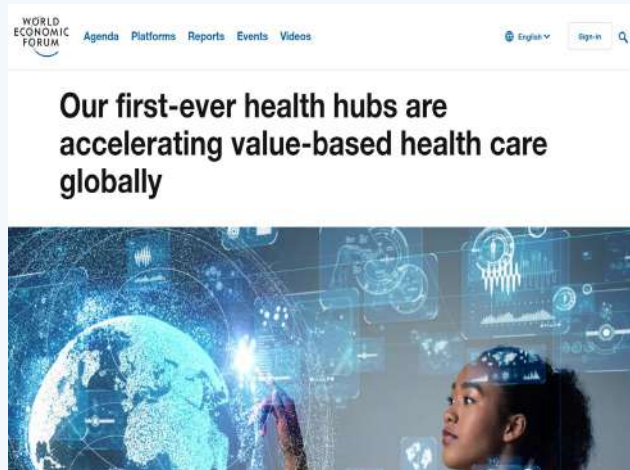 WORLD
ECONOMIC
FORUM
Agenda Platforms Reports Events Videos
English
Sign-in
Our first-ever health hubs are
accelerating value-based health care
globally